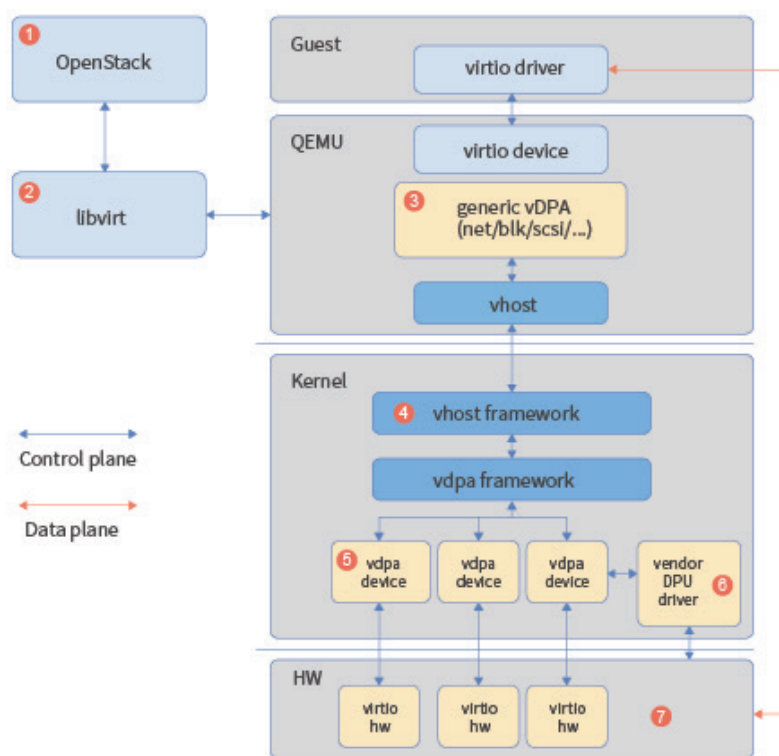 1
OpenStack
2
libvirt
Guest
virtio driver
QEMU
virtio device
3
generic vDPA
(net/blk/scsi/...)
vhost
Kernel
4
vhost framework
vdpa framework
5
vdpa
device
vdpa
device
vdpa
device
vendor
DPU
driver
6
HW
virtio
hw
virtio
hw
virtio
hw
7
Control plane
Data plane